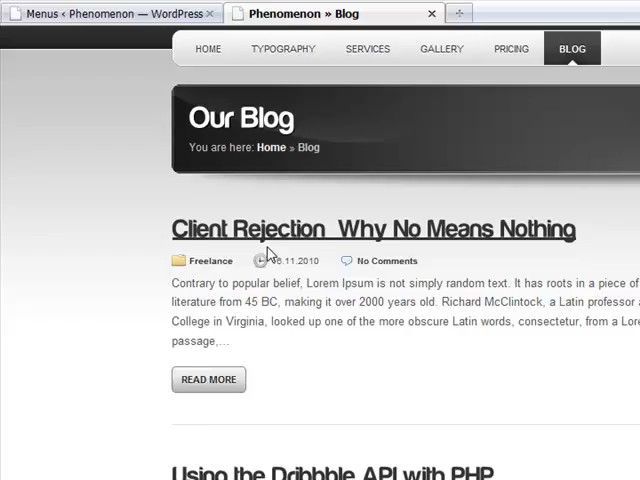 Menus ‹ Phenomenon — WordPress
Phenomenon » Blog
HOME TYPOGRAPHY SERVICES GALLERY PRICING BLOG
Our Blog
You are here: Home » Blog
Client Rejection Why No Means Nothing
Freelance .11.2010 No Comments
Contrary to popular belief, Lorem Ipsum is not simply random text. It has roots in a piece of
literature from 45 BC, making it over 2000 years old. Richard McClintock, a Latin professor
College in Virginia, looked up one of the more obscure Latin words, consectetur, from a
passage,…
READ MORE
Using the Dribbble API with PHP